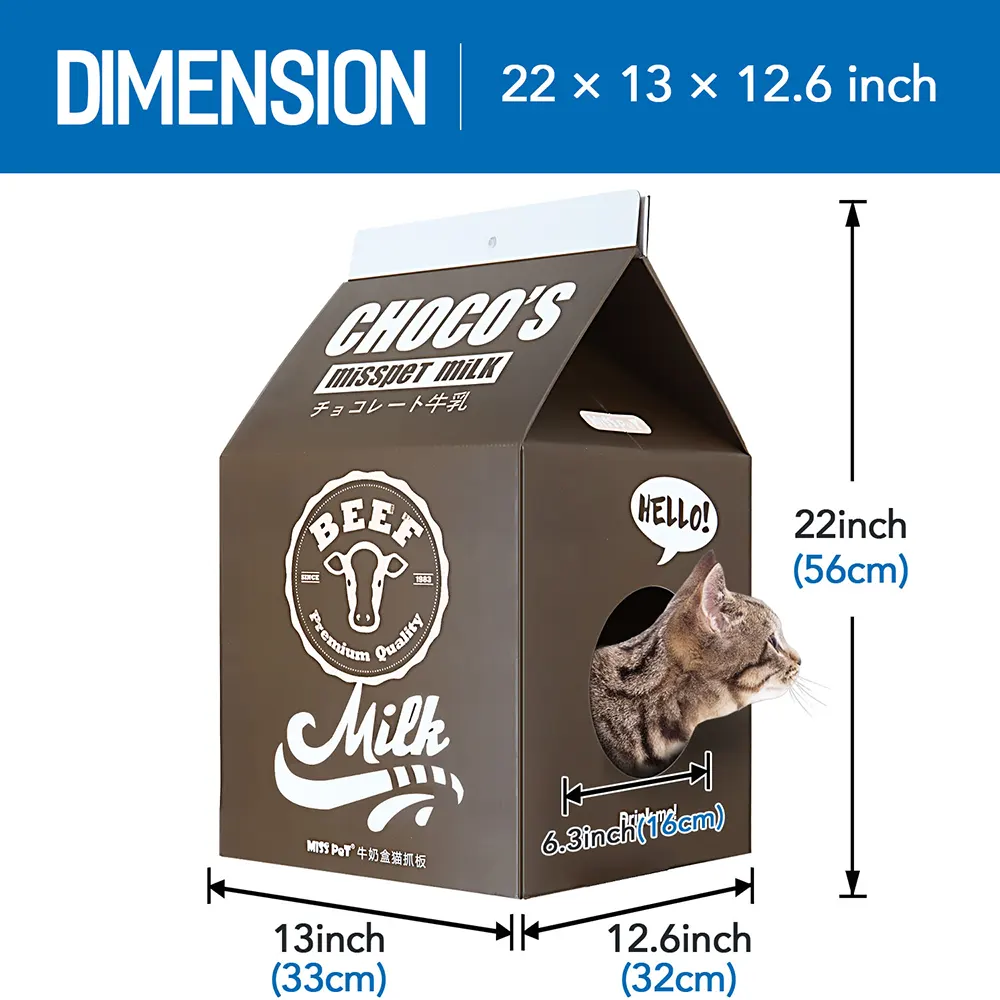 DIMENSION
22 × 13 × 12.6 inch
CHOCO'S
missPeT miLK
チョコレート牛乳
HELLO!
BEEF
SINCE
1983
Premium Quality
Milk
22inch
(56cm)
Drink me!
6.3inch(16cm)
MISS PeT® 牛奶盒猫抓板
13inch
(33cm)
12.6inch
(32cm)